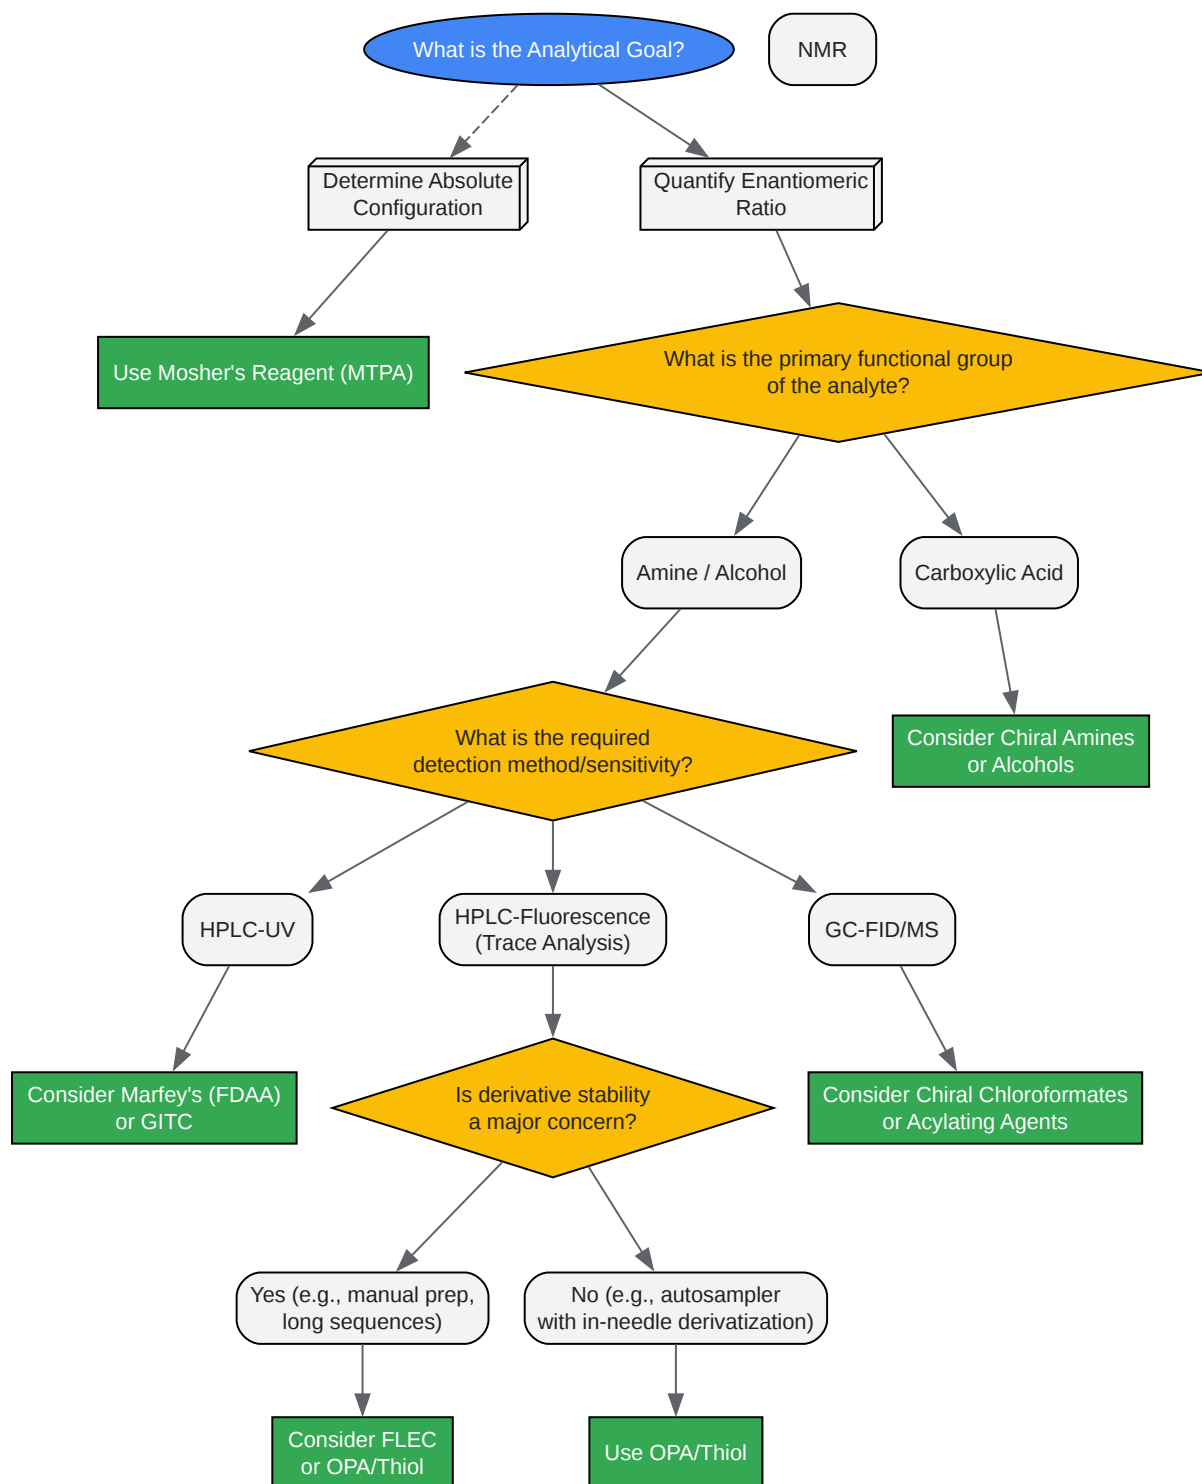 What is the Analytical Goal?
NMR
Determine Absolute
Configuration
Quantify Enantiomeric
Ratio
Use Mosher's Reagent (MTPA)
What is the primary functional group
of the analyte?
Amine / Alcohol
Carboxylic Acid
What is the required
detection method/sensitivity?
Consider Chiral Amines
or Alcohols
HPLC-UV
HPLC-Fluorescence
(Trace Analysis)
GC-FID/MS
Consider Marfey's (FDAA)
or GITC
Is derivative stability
a major concern?
Consider Chiral Chloroformates
or Acylating Agents
Yes (e.g., manual prep,
long sequences)
No (e.g., autosampler
with in-needle derivatization)
Consider FLEC
or OPA/Thiol
Use OPA/Thiol